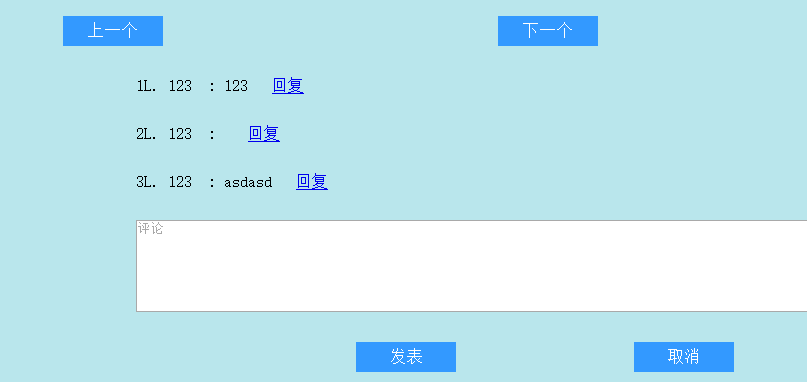 上一个 下一个
1L. 123 : 123 回复
2L. 123 : 回复
3L. 123 : asdasd 回复
评论
发表 取消